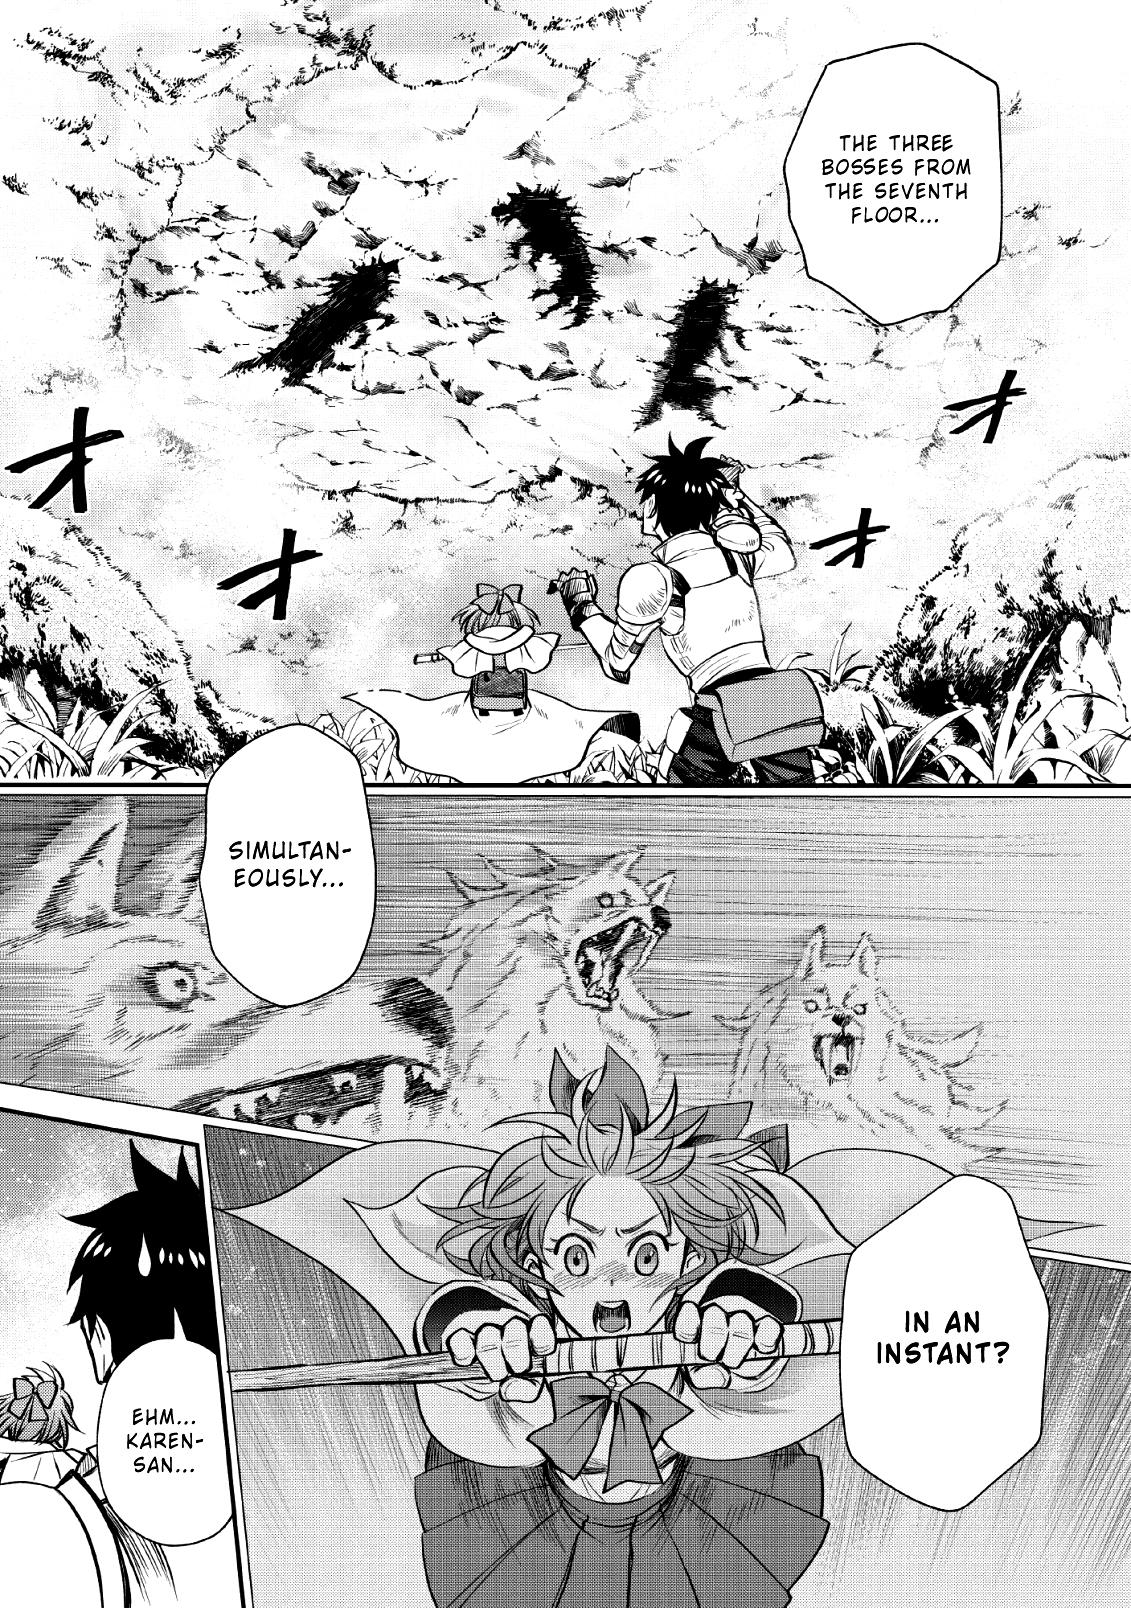 THE THREE
BOSSES FROM
THE SEVENTH
FLOOR...
オ
オ
オ
オ
SIMULTAN-
EOUSLY...
IN AN
INSTANT?
EHM...
KAREN-
SAN...